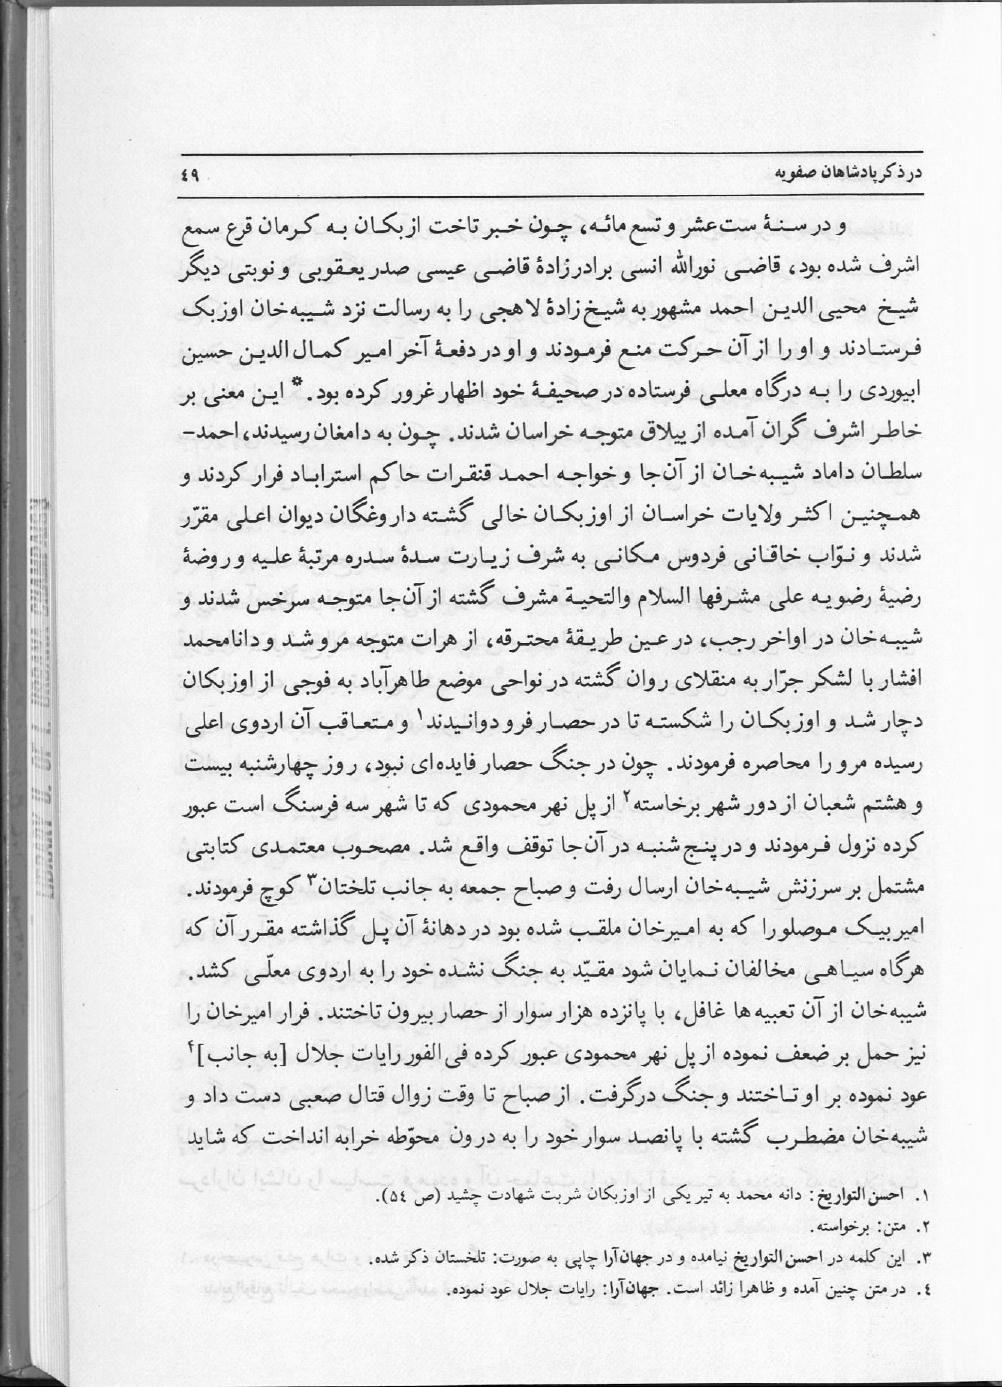 در ذکر پادشاهان صفویه
٤٩
و در سنهٔ ست‌عشر و تسع مائه، چون خبر تاخت ازبکان به کرمان قرع سمع
اشرف شده بود، قاضی نورالله انسی برادرزادهٔ قاضی عیسی صدر یعقوبی و نوبتی دیگر
شیخ محیی الدین احمد مشهور به شیخ زادهٔ لاهجی را به رسالت نزد شیبه‌خان اوزبک
فرستادند و او را از آن حرکت منع فرمودند و او در دفعهٔ آخر امیر کمال الدین حسین
ابیوردی را به درگاه معلی فرستاده در صحیفهٔ خود اظهار غرور کرده بود.* این معنی بر
خاطر اشرف گران آمده از ییلاق متوجه خراسان شدند. چون به دامغان رسیدند، احمد-
سلطان داماد شیبه‌خان از آن‌جا و خواجه احمد قنقرات حاکم استراباد فرار کردند و
همچنین اکثر ولایات خراسان از اوزبکان خالی گشته داروغگان دیوان اعلی مقرّر
شدند و نوّاب خاقانی فردوس مکانی به شرف زیارت سدهٔ سدره مرتبهٔ علیه و روضهٔ
رضیهٔ رضویه علی مشرفها السلام والتحیة مشرف گشته از آن‌جا متوجه سرخس شدند و
شیبه‌خان در اواخر رجب، در عین طریقهٔ محترقه، از هرات متوجه مرو شد و دانامحمد
افشار با لشکر جرّار به منقلای روان گشته در نواحی موضع طاهرآباد به فوجی از اوزبکان
دچار شد و اوزبکان را شکسته تا در حصار فرو دوانیدند۱ و متعاقب آن اردوی اعلی
رسیده مرو را محاصره فرمودند. چون در جنگ حصار فایده‌ای نبود، روز چهارشنبه بیست
و هشتم شعبان از دور شهر برخاسته۲ از پل نهر محمودی که تا شهر سه فرسنگ است عبور
کرده نزول فرمودند و در پنج‌شنبه در آن‌جا توقف واقع شد. مصحوب معتمدی کتابتی
مشتمل بر سرزنش شیبه‌خان ارسال رفت و صباح جمعه به جانب تلختان۳ کوچ فرمودند.
امیربیک موصلو را که به امیرخان ملقب شده بود در دهانهٔ آن پل گذاشته مقرر آن که
هرگاه سیاهی مخالفان نمایان شود مقیّد به جنگ نشده خود را به اردوی معلّی کشد.
شیبه‌خان از آن تعبیه‌ها غافل، با پانزده هزار سوار از حصار بیرون تاختند. فرار امیرخان را
نیز حمل بر ضعف نموده از پل نهر محمودی عبور کرده فی‌الفور رایات جلال [به جانب]۴
عود نموده بر او تاختند و جنگ درگرفت. از صباح تا وقت زوال قتال صعبی دست داد و
شیبه‌خان مضطرب گشته با پانصد سوار خود را به درون محوّطه خرابه انداخت که شاید
۱. احسن‌التواریخ: دانه محمد به تیر یکی از اوزبکان شربت شهادت چشید (ص ٥٤).
۲. متن: برخواسته.
۳. این کلمه در احسن‌التواریخ نیامده و در جهان‌آرا چاپی به صورت: تلخستان ذکر شده.
٤. در متن چنین آمده و ظاهرا زائد است. جهان‌آرا: رایات جلال عود نموده.